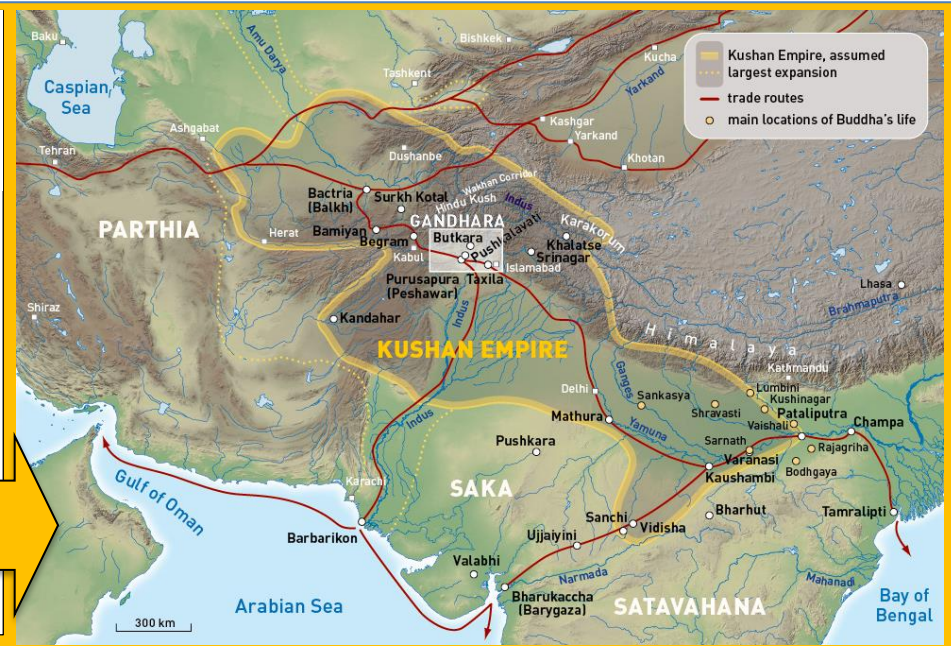 Kushan Empire, assumed
largest expansion
trade routes
main locations of Buddha's life
Baku
Caspian
Sea
Amu Darya
Bishkek
Tashkent
Kucha
Yarkand
Kashgar
Yarkand
Khotan
Ashgabat
Tehran
Dushanbe
Wakhan Corridor
Hindu Kush
Indus
Karakorum
Bactria
(Balkh)
Surkh Kotal
GANDHARA
PARTHIA
Bamiyan
Begram
Butkara
Pushkalavati
Khalatse
Srinagar
Herat
Kabul
Islamabad
Purusapura
(Peshawar)
Taxila
Lhasa
Brahmaputra
Shiraz
Kandahar
Indus
Himalaya
KUSHAN EMPIRE
Kathmandu
Delhi
Ganges
Sankasya
Lumbini
Kushinagar
Shravasti
Pataliputra
Vaishali
Champa
Mathura
Yamuna
Indus
Pushkara
Sarnath
Rajagriha
Varanasi
Kaushambi
Bodhgaya
Karachi
SAKA
Gulf of Oman
Bharhut
Tamralipti
Barbarikon
Sanchi
Vidisha
Ujjaiyini
Valabhi
Narmada
Mahanadi
Bharukaccha
(Barygaza)
SATAVAHANA
Arabian Sea
Bay of
Bengal
300 km